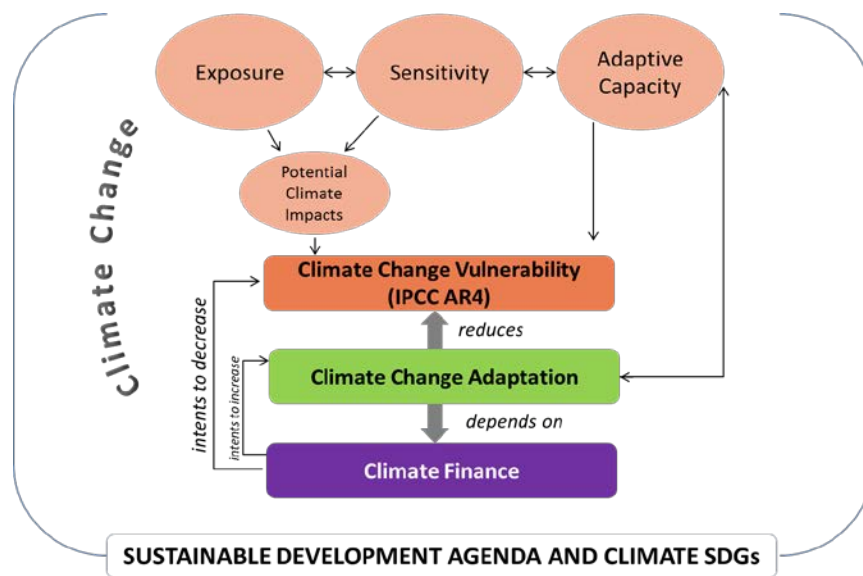 Exposure
Sensitivity
Adaptive
Capacity
Potential
Climate
Impacts
Climate Change
Climate Change Vulnerability
(IPCC AR4)
intents to decrease
intents to increase
reduces
Climate Change Adaptation
depends on
Climate Finance
SUSTAINABLE DEVELOPMENT AGENDA AND CLIMATE SDGs